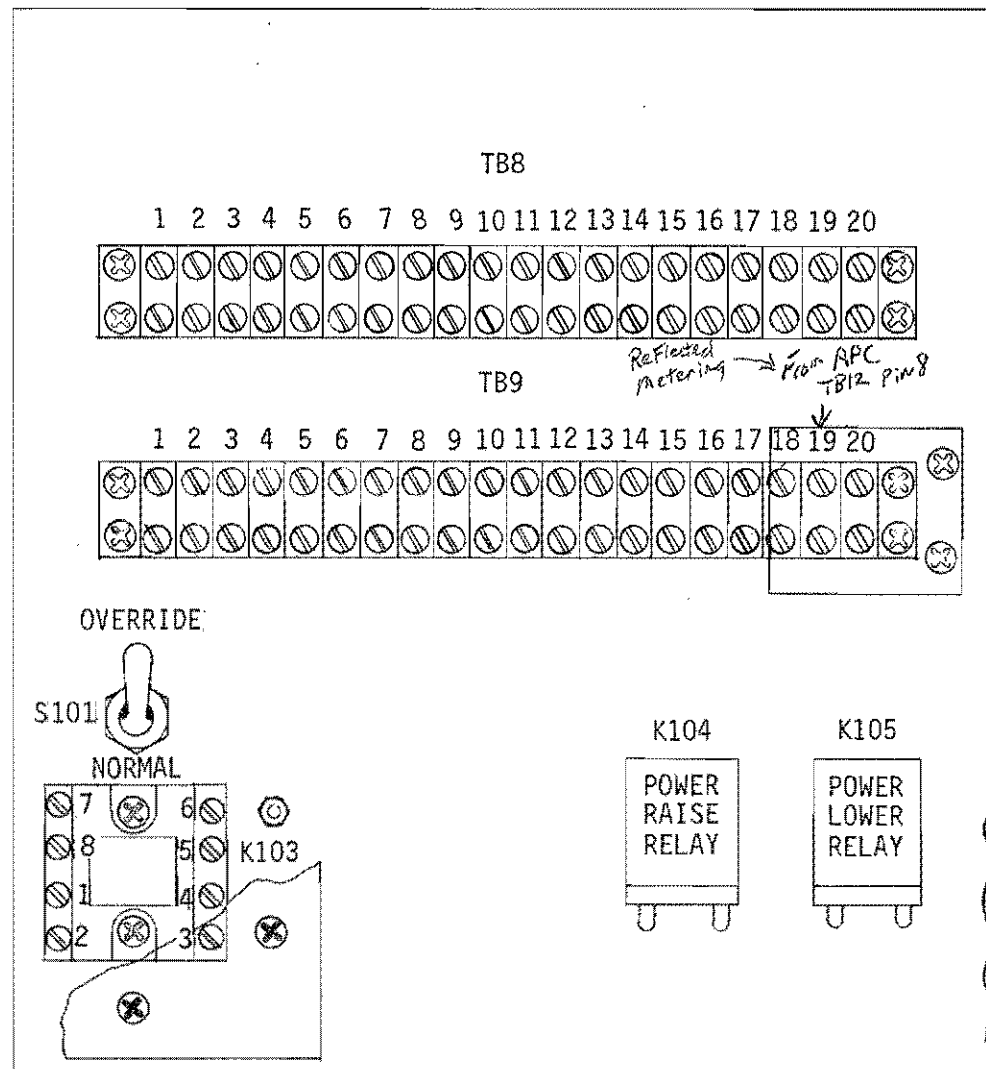 TB8
1 2 3 4 5 6 7 8 9 10 11 12 13 14 15 16 17 18 19 20
Reflected
metering
From APC
TB12 Pin 8
TB9
1 2 3 4 5 6 7 8 9 10 11 12 13 14 15 16 17 18 19 20
OVERRIDE
S101
NORMAL
7 6
8 5
K103
1 4
2 3
K104
POWER
RAISE
RELAY
K105
POWER
LOWER
RELAY